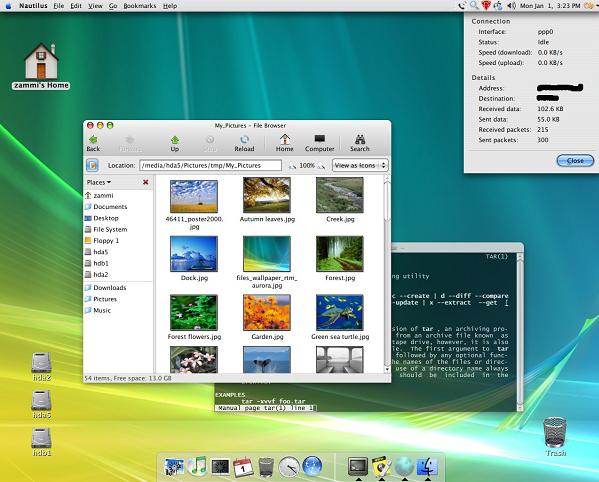 Nautilus File Edit View Go Bookmarks Help
Mon Jan 1, 3:23 PM
zammi's Home
Connection
Interface: ppp0
Status: Idle
Speed (download): 0.0 KB/s
Speed (upload): 0.0 KB/s
Details
Address:
Destination:
Received data: 102.6 KB
Sent data: 55.0 KB
Received packets: 215
Sent packets: 300
Close
My_Pictures - File Browser
Back Forward Up Stop Reload Home Computer Search
Location: /media/hda5/Pictures/tmp/My_Pictures 100% View as Icons
Places
zammi
Documents
Desktop
File System
Floppy 1
hda5
hdb1
hda2
Downloads
Pictures
Music
46411_poster2000.
jpg
Autumn leaves.jpg
Creek.jpg
Dock.jpg
files_wallpaper_rtm_
aurora.jpg
Forest.jpg
Forest flowers.jpg
Garden.jpg
Green sea turtle.jpg
54 items, Free space: 13.0 GB
TAR(1)
ing utility
c --create | d --diff --compare
-update | x --extract --get [
sion of tar , an archiving pro-
from an archive file known as
tape drive, however, it is also
le. The first argument to tar
followed by any optional func-
he names of the files or direc-
use of a directory name always
should be included in the
EXAMPLES
tar -xvvf foo.tar
Manual page tar(1) line 1
hda2
hda5
hdb1
Trash